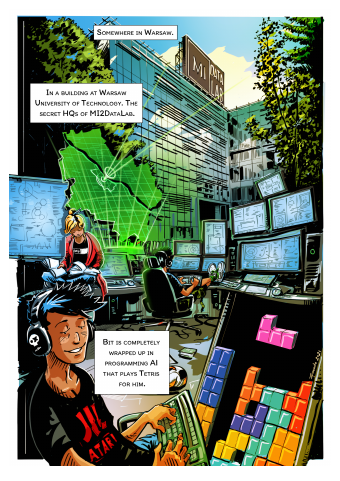 Somewhere in Warsaw.
MI
DATA
LAB
In a building at Warsaw
University of Technology. The
secret HQs of MI2DataLab.
Bit is completely
wrapped up in
programming AI
that plays Tetris
for him.
ATARI